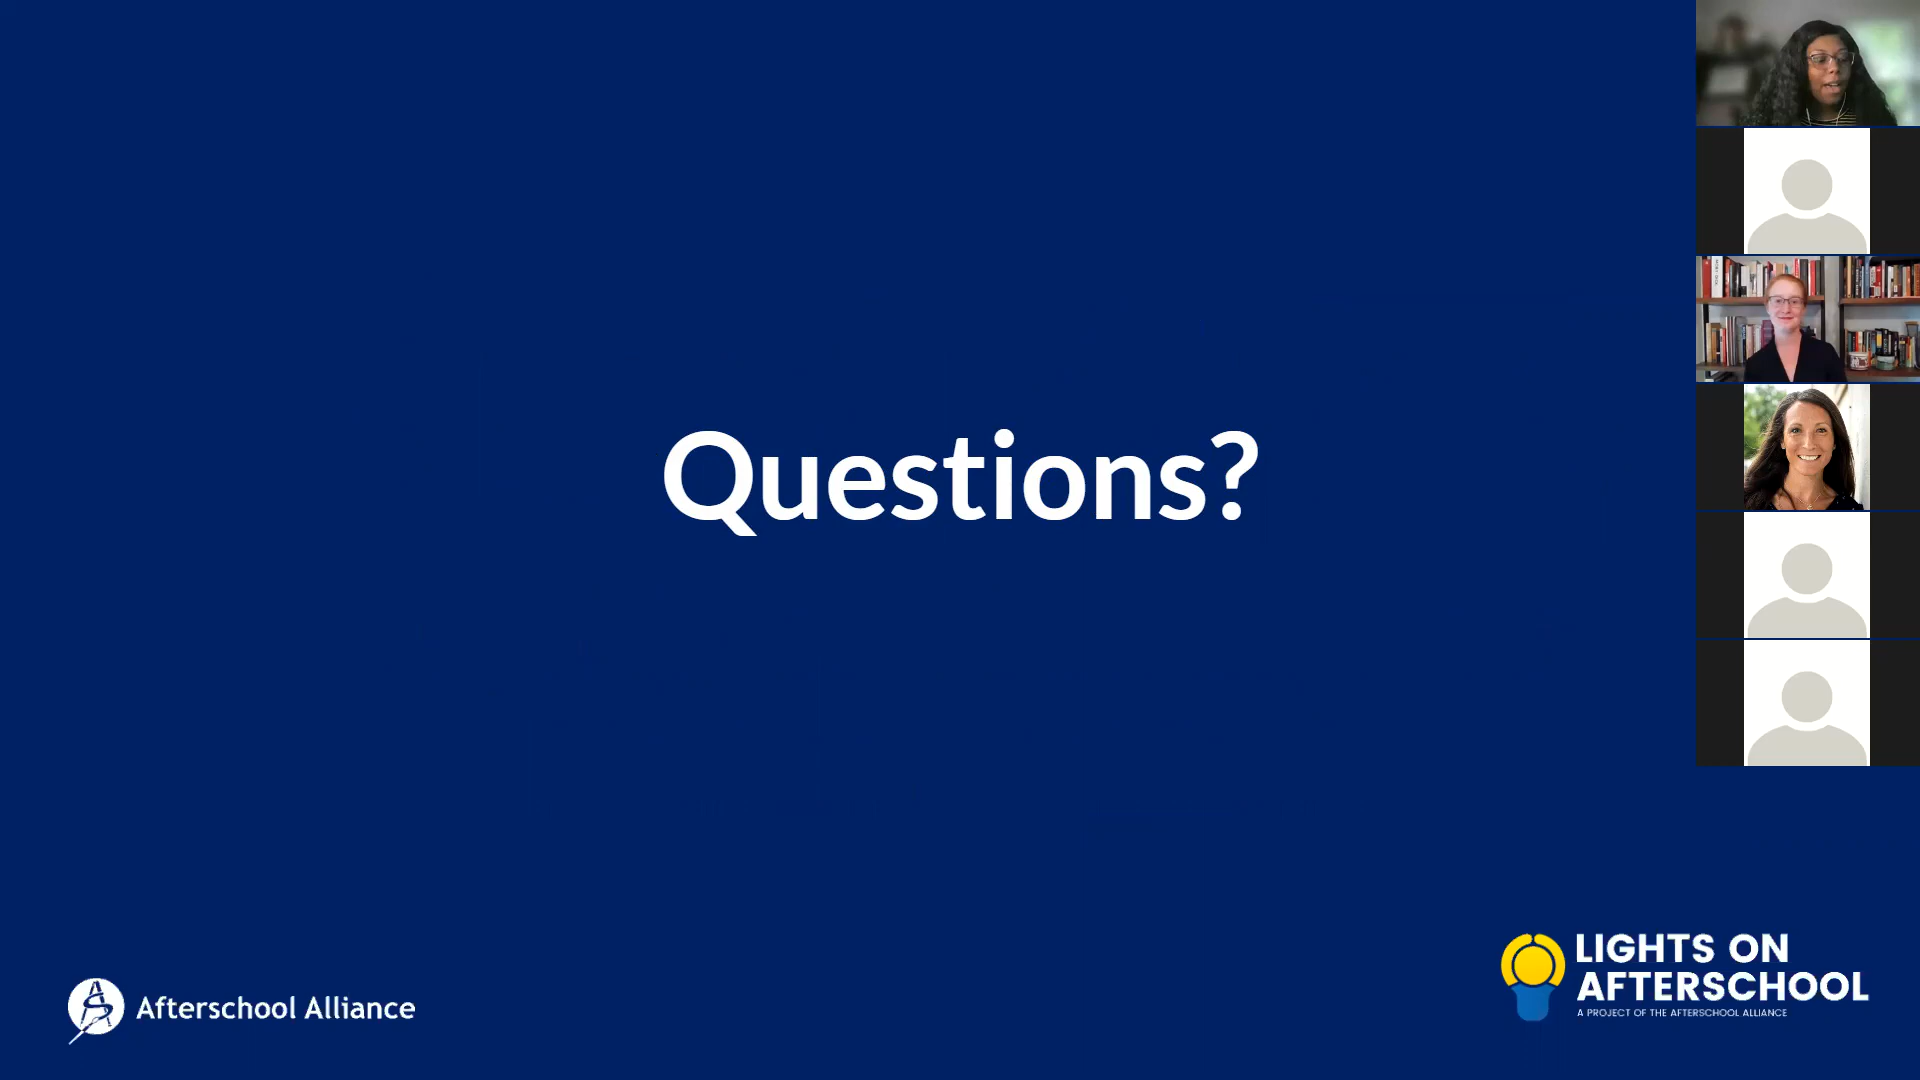 Questions?
Afterschool Alliance
LIGHTS ON
AFTERSCHOOL
A PROJECT OF THE AFTERSCHOOL ALLIANCE